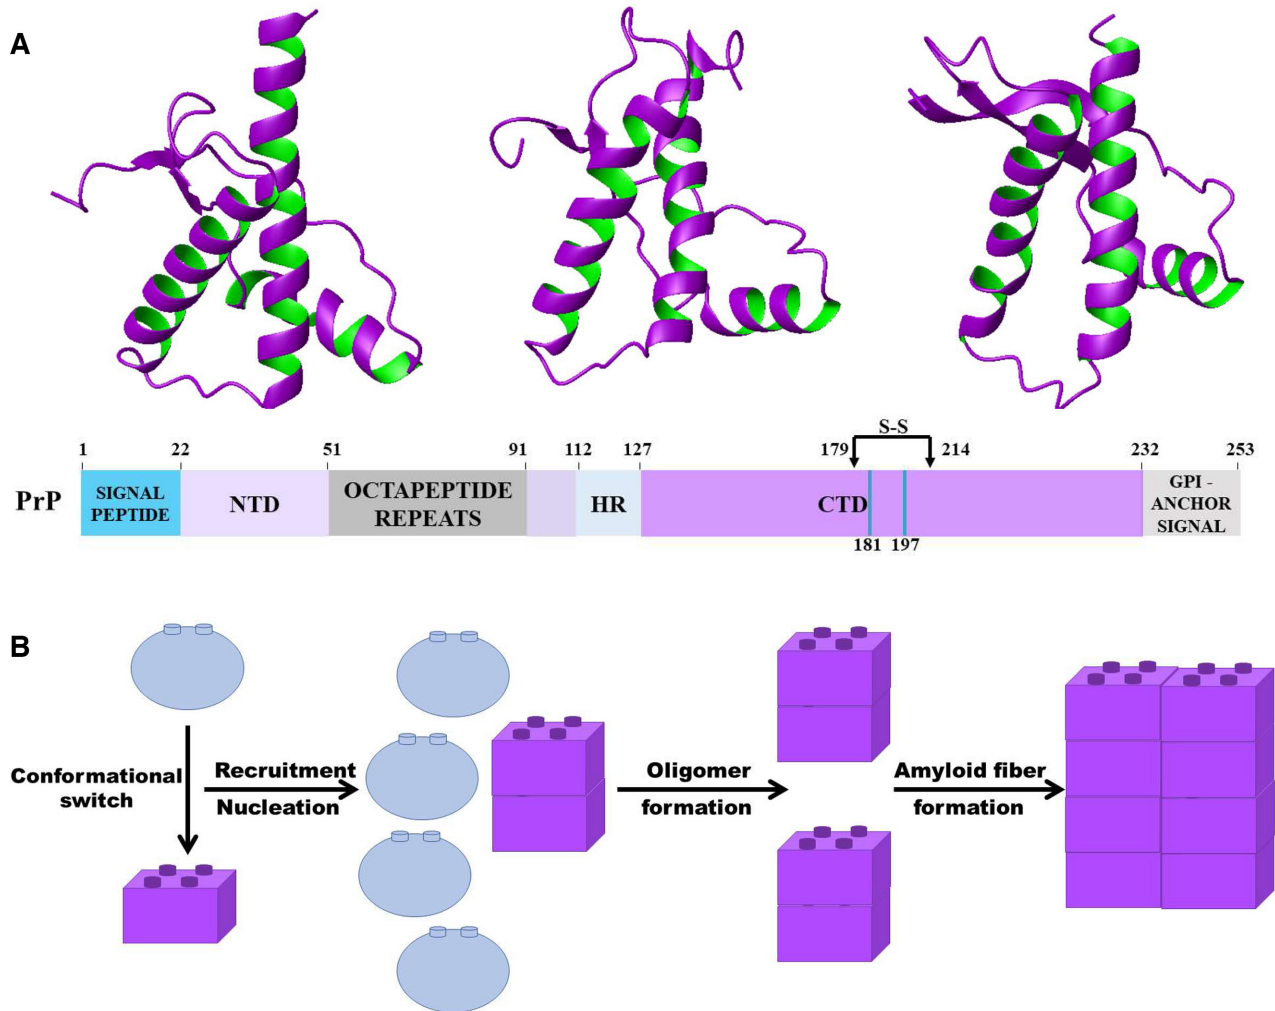 A
S-S
1 22 51 91 112 127 179 214 232 253
PrP
SIGNAL
PEPTIDE
NTD
OCTAPEPTIDE
REPEATS
HR
CTD
GPI -
ANCHOR
SIGNAL
181 197
B
Conformational
switch
Recruitment
Nucleation
Oligomer
formation
Amyloid fiber
formation